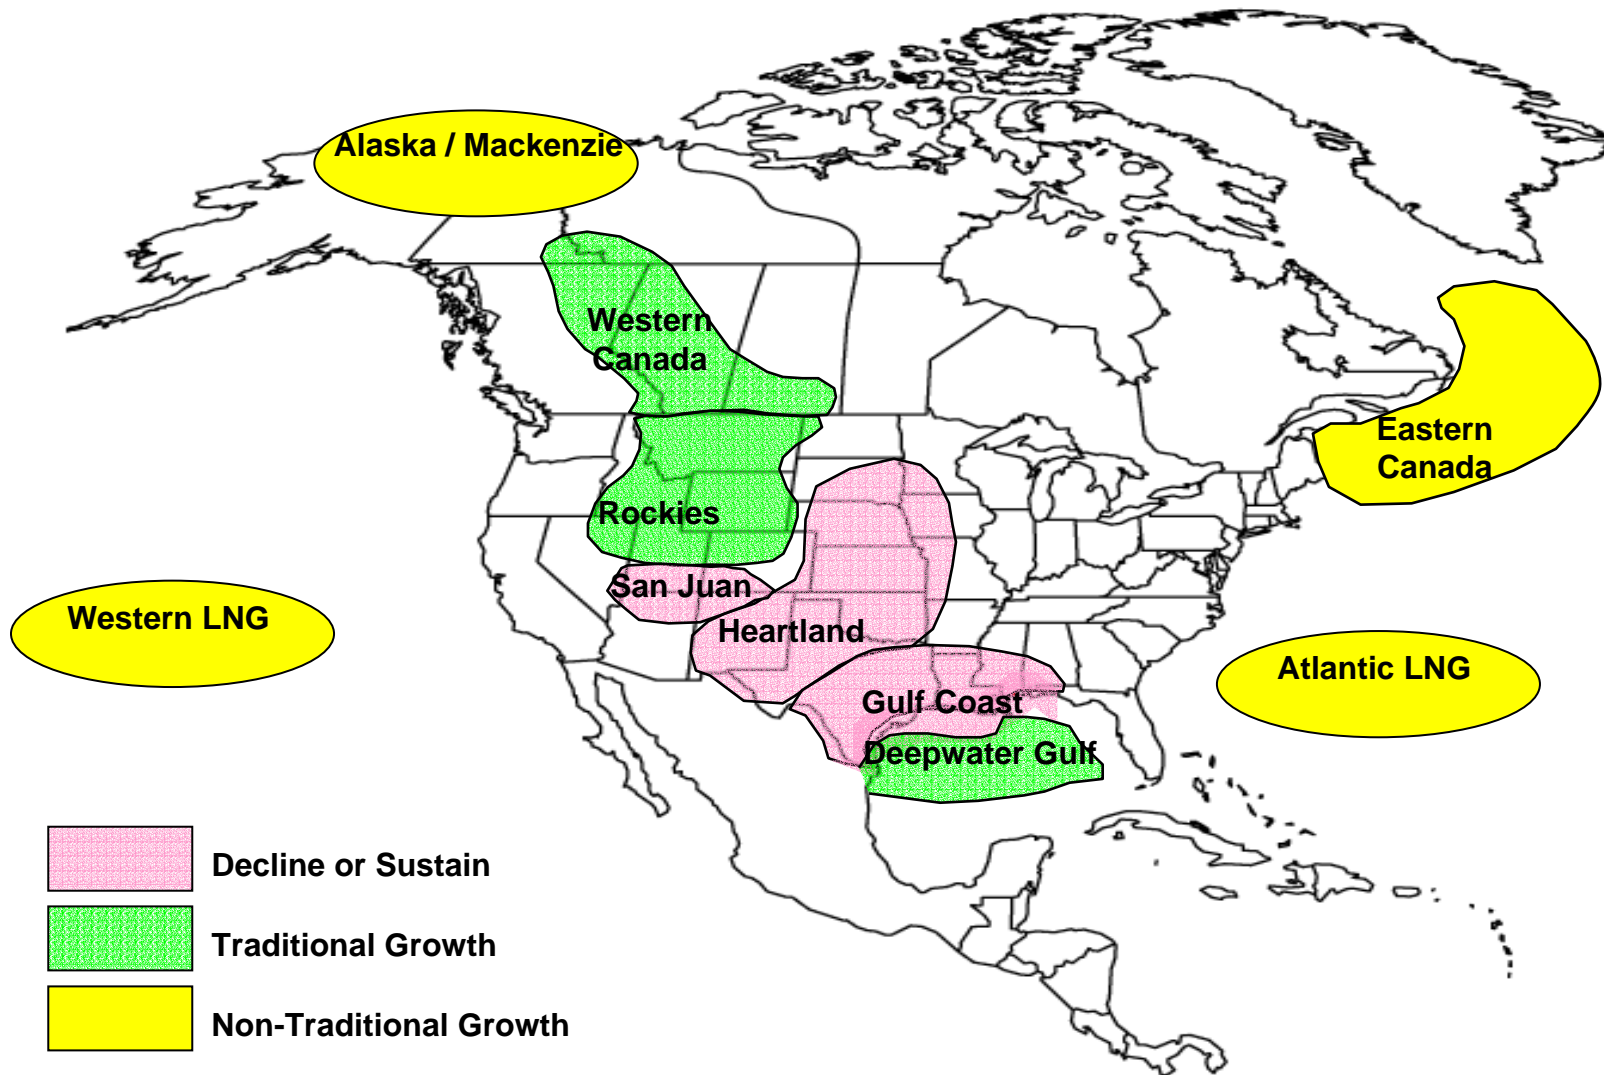 Alaska / Mackenzie
Western
Canada
Eastern
Canada
Rockies
San Juan
Western LNG
Heartland
Atlantic LNG
Gulf Coast
Deepwater Gulf
Decline or Sustain
Traditional Growth
Non-Traditional Growth